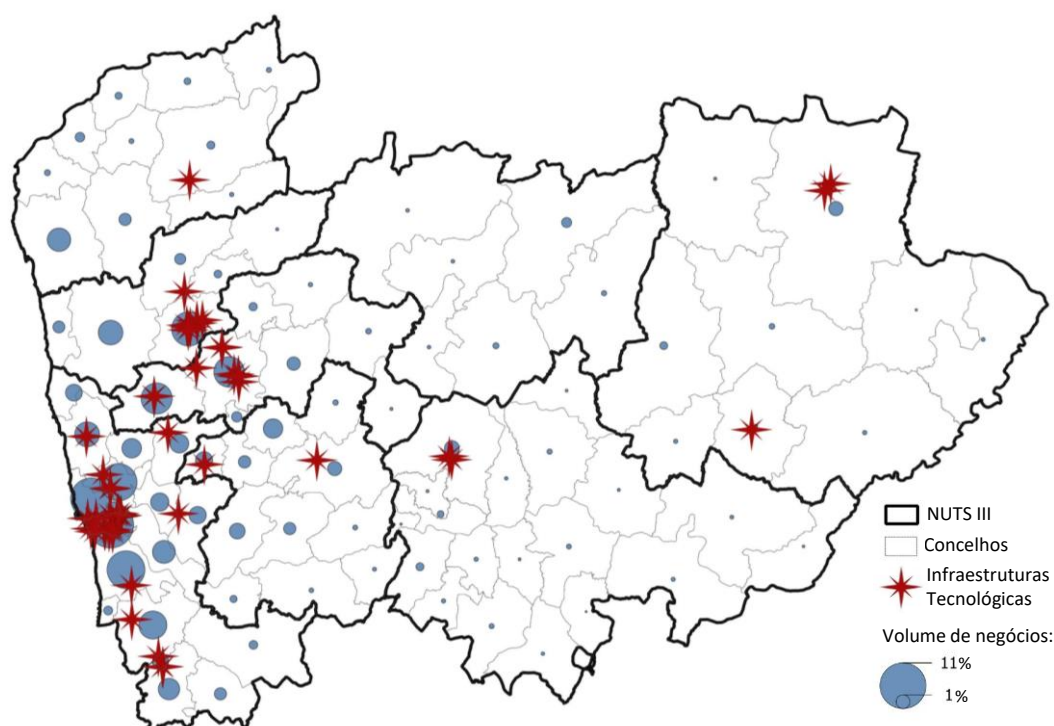 NUTS III
Concelhos
Infraestruturas
Tecnológicas
Volume de negócios:
11%
1%